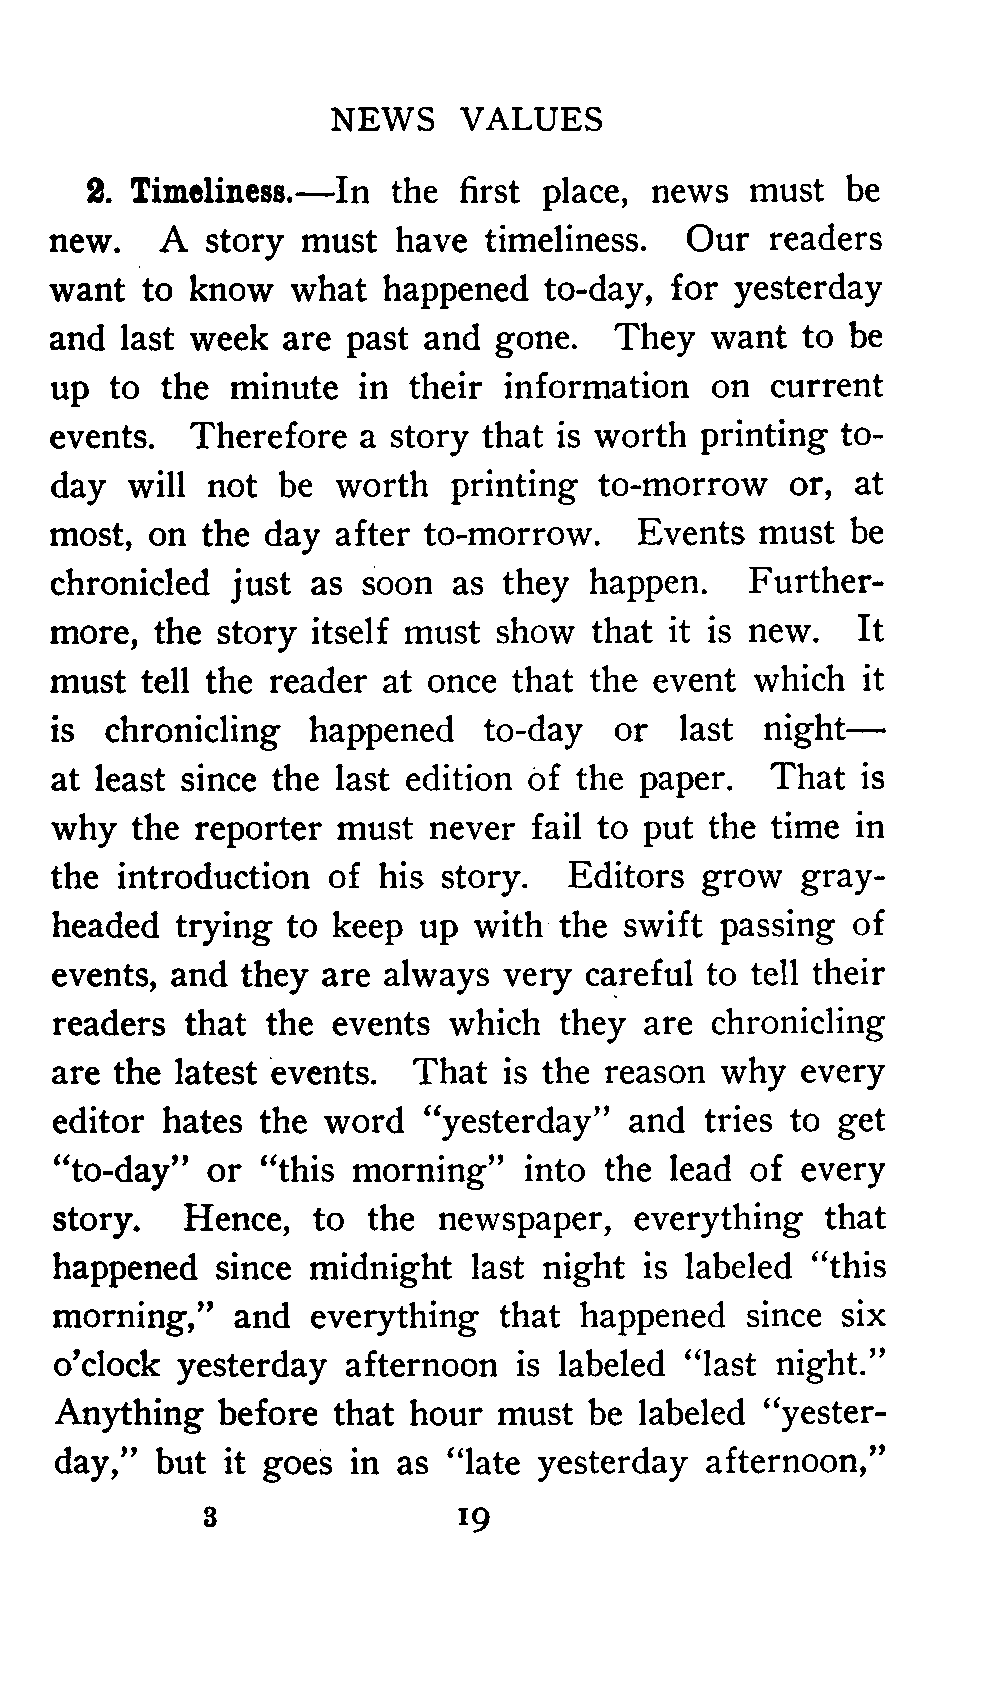 NEWS VALUES
2. Timeliness.—In the first place, news must be
new. A story must have timeliness. Our readers
want to know what happened to-day, for yesterday
and last week are past and gone. They want to be
up to the minute in their information on current
events. Therefore a story that is worth printing to-
day will not be worth printing to-morrow or, at
most, on the day after to-morrow. Events must be
chronicled just as soon as they happen. Further-
more, the story itself must show that it is new. It
must tell the reader at once that the event which it
is chronicling happened to-day or last night—
at least since the last edition of the paper. That is
why the reporter must never fail to put the time in
the introduction of his story. Editors grow gray-
headed trying to keep up with the swift passing of
events, and they are always very careful to tell their
readers that the events which they are chronicling
are the latest events. That is the reason why every
editor hates the word “yesterday” and tries to get
“to-day” or “this morning” into the lead of every
story. Hence, to the newspaper, everything that
happened since midnight last night is labeled “this
morning,” and everything that happened since six
o’clock yesterday afternoon is labeled “last night.”
Anything before that hour must be labeled “yester-
day,” but it goes in as “late yesterday afternoon,”
3 19